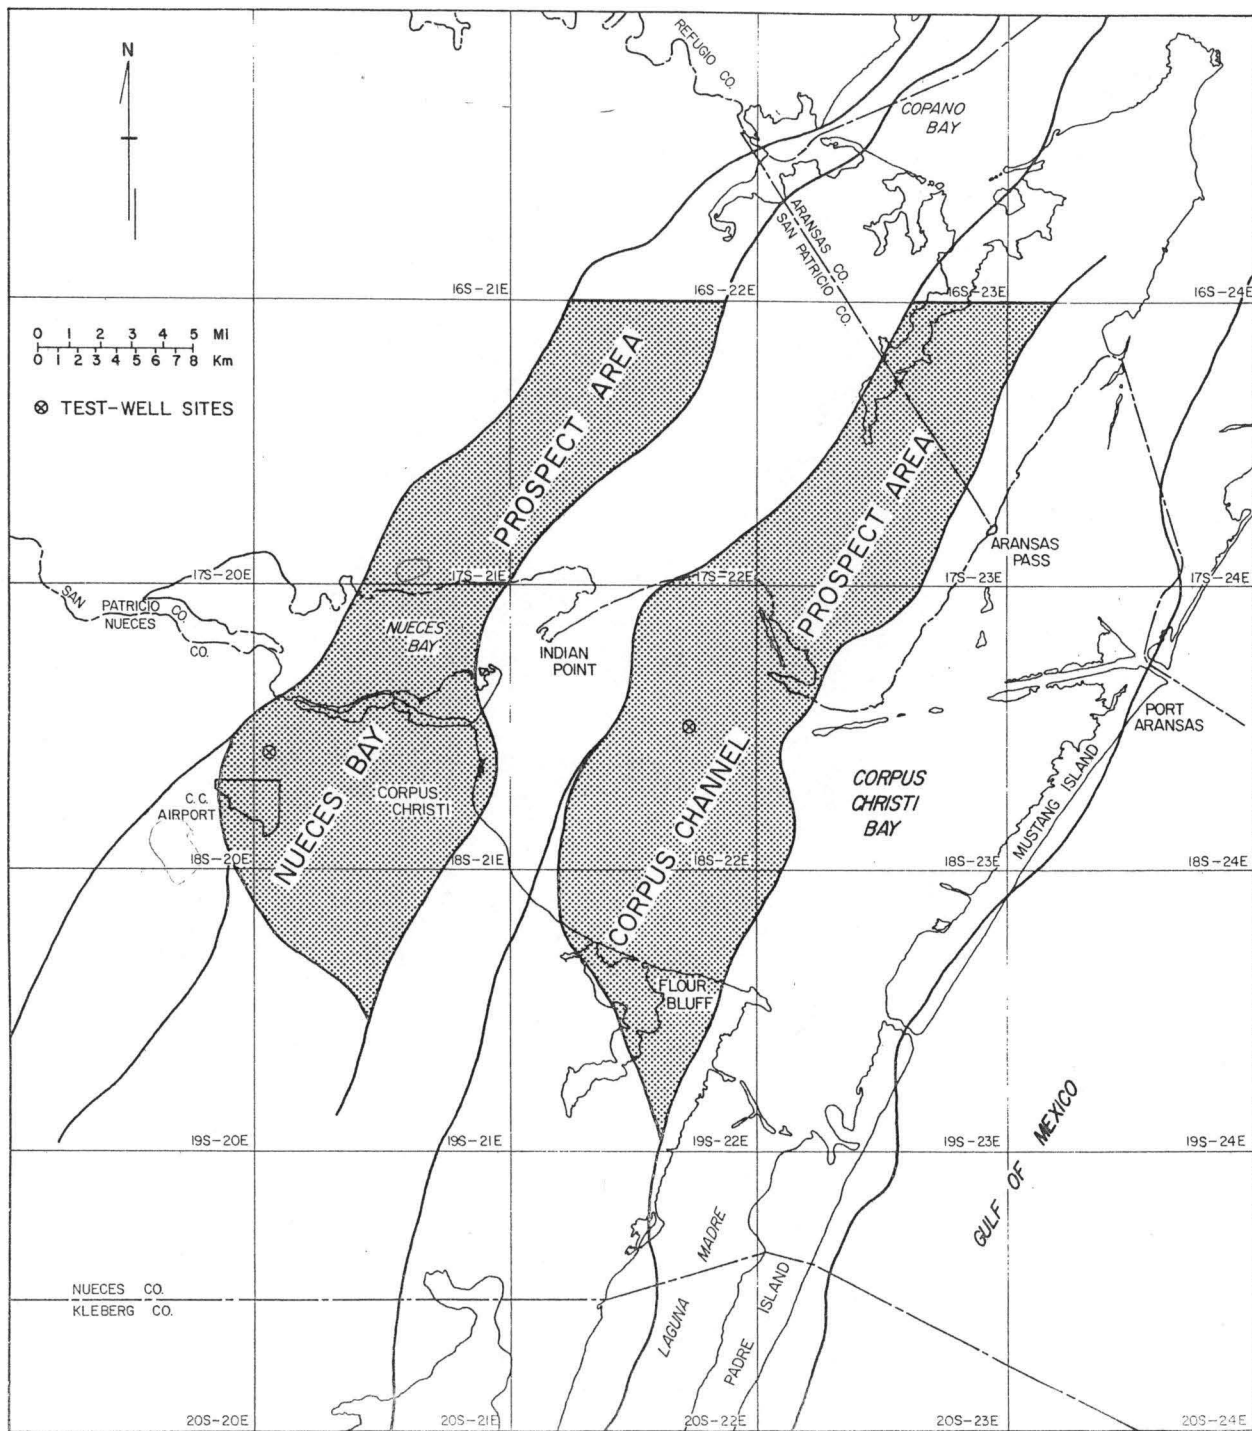 N
REFUGIO CO.
COPANO
BAY
ARANSAS CO.
SAN PATRICIO CO.
16S-21E
16S-22E
16S-23E
16S-24E
0 1 2 3 4 5 Mi
0 1 2 3 4 5 6 7 8 Km
⊗ TEST-WELL SITES
PROSPECT AREA
PROSPECT AREA
ARANSAS
PASS
17S-20E
17S-21E
17S-22E
17S-23E
17S-24E
SAN PATRICIO CO.
NUECES CO.
NUECES
BAY
INDIAN
POINT
PORT
ARANSAS
NUECES BAY
CORPUS
CHRISTI
C.C.
AIRPORT
CORPUS CHANNEL
CORPUS
CHRISTI
BAY
MUSTANG ISLAND
18S-20E
18S-21E
18S-22E
18S-23E
18S-24E
FLOUR
BLUFF
19S-20E
19S-21E
19S-22E
19S-23E
19S-24E
GULF OF MEXICO
LAGUNA MADRE
PADRE ISLAND
NUECES CO.
KLEBERG CO.
20S-20E
20S-21E
20S-22E
20S-23E
20S-24E